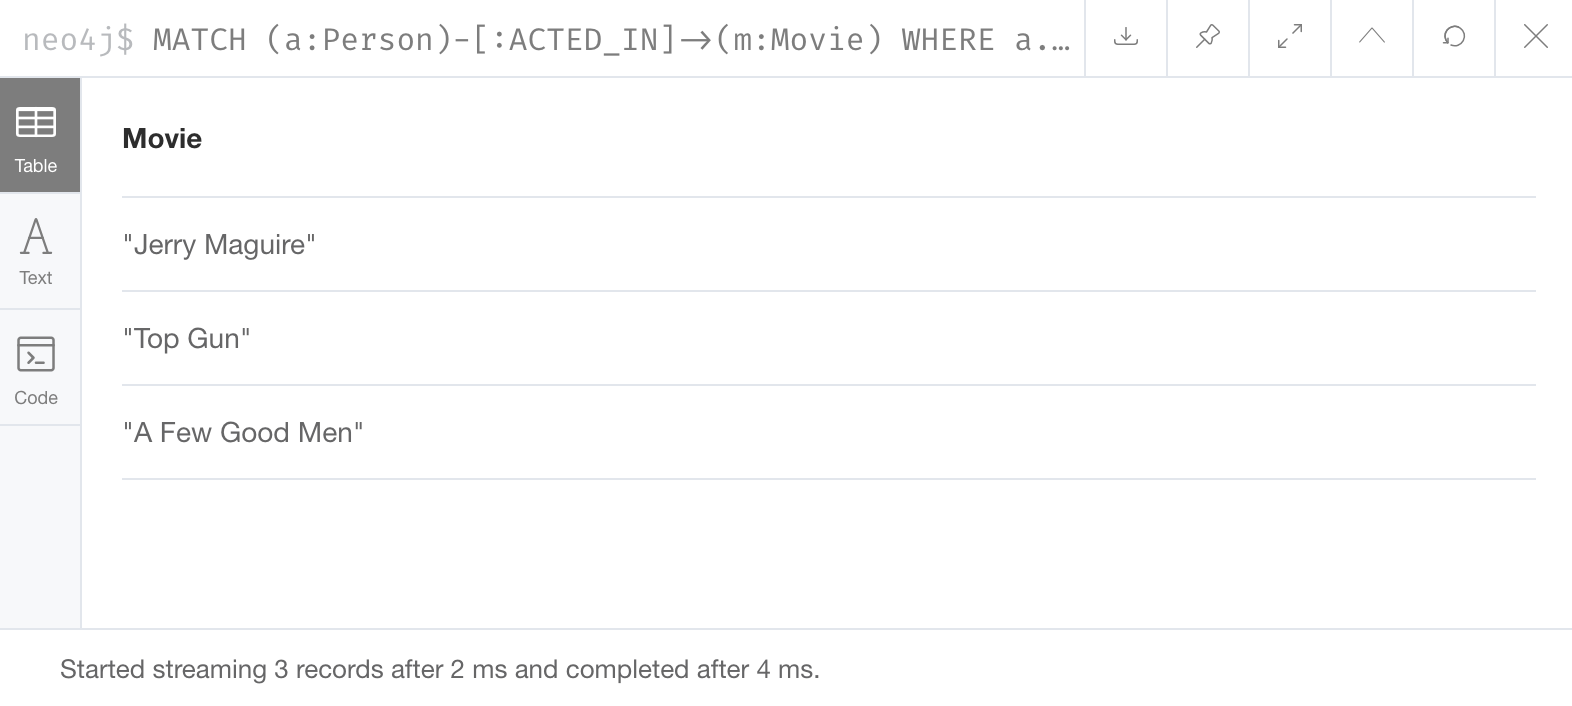 neo4j$ MATCH (a:Person)-[:ACTED_IN]->(m:Movie) WHERE a.…
Table
Movie
"Jerry Maguire"
Text
"Top Gun"
Code
"A Few Good Men"
Started streaming 3 records after 2 ms and completed after 4 ms.